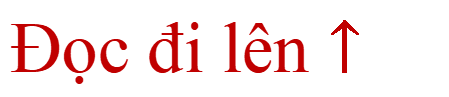 Đọc đi lên ↑